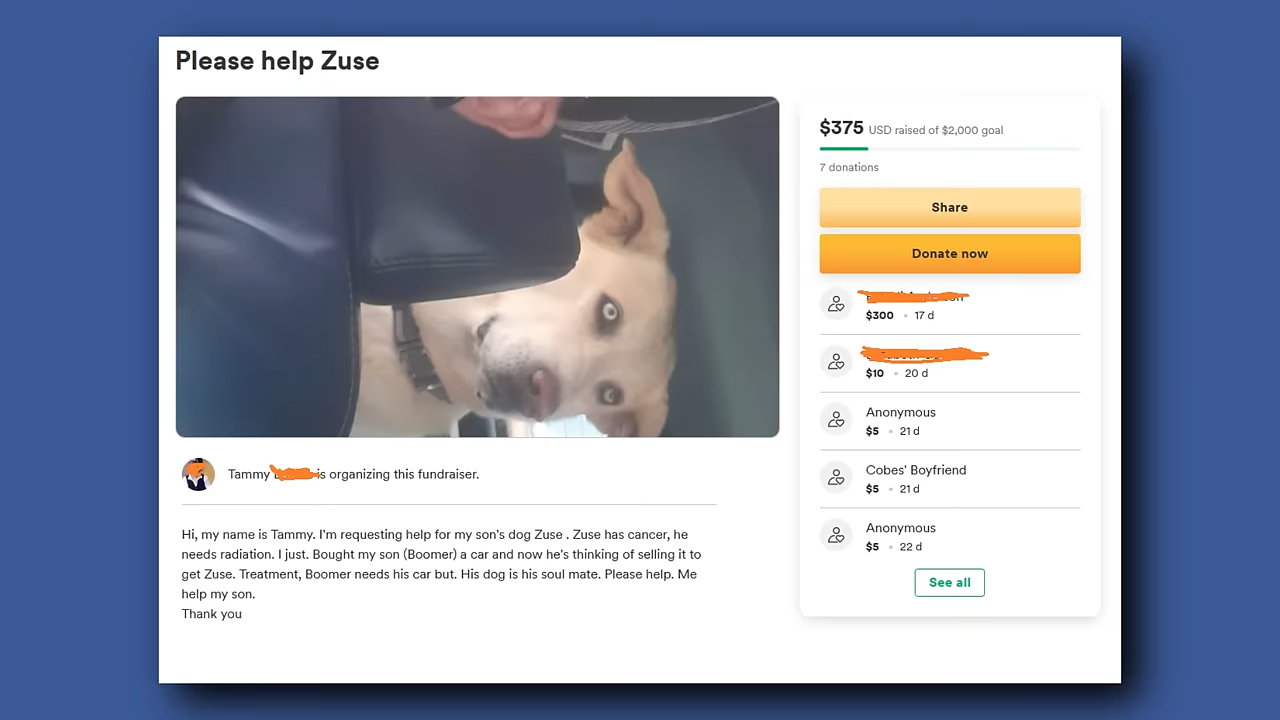 Please help Zuse
$375 USD raised of $2,000 goal
7 donations
Share
Donate now
$300 • 17 d
$10 • 20 d
Anonymous
$5 • 21 d
Cobes' Boyfriend
$5 • 21 d
Anonymous
$5 • 22 d
See all
Tammy is organizing this fundraiser.
Hi, my name is Tammy. I'm requesting help for my son's dog Zuse . Zuse has cancer, he
needs radiation. I just. Bought my son (Boomer) a car and now he's thinking of selling it to
get Zuse. Treatment, Boomer needs his car but. His dog is his soul mate. Please help. Me
help my son.
Thank you